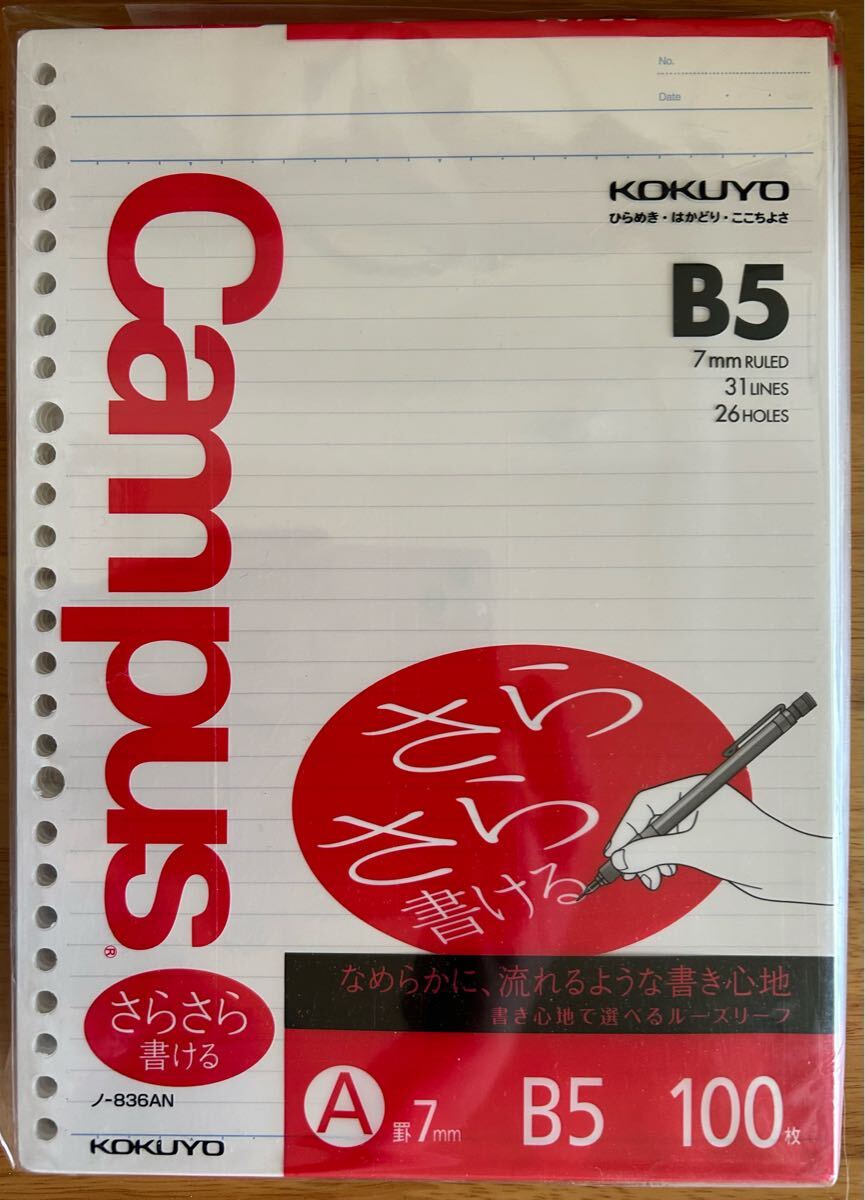 No.
Date
KOKUYO
ひらめき・はかどり・ここちよさ
B5
7mm RULED
31 LINES
26 HOLES
Campus®
さら
さら
書ける
なめらかに、流れるような書き心地
書き心地で選べるルーズリーフ
さらさら
書ける
ノ-836AN
KOKUYO
A 罫7mm B5 100枚